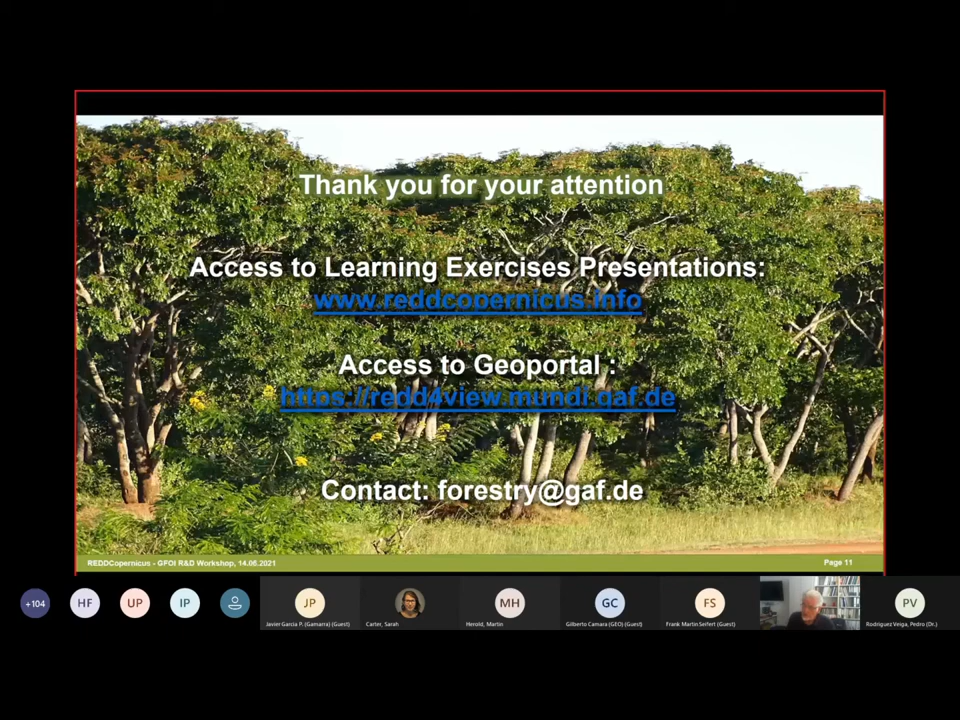 Thank you for your attention
Access to Learning Exercises Presentations:
www.reddcopernicus.info
Access to Geoportal :
https://redd4view.mundi.gaf.de
Contact: forestry@gaf.de
REDDCopernicus - GFOI R&D Workshop, 14.06.2021
Page 11
+104
HF
UP
IP
JP
MH
GC
FS
PV
Javier Garcia P. (Gamarra) (Guest)
Carter, Sarah
Herold, Martin
Gilberto Camara (GEO) (Guest)
Frank Martin Seifert (Guest)
Rodriguez Veiga, Pedro (Dr.)